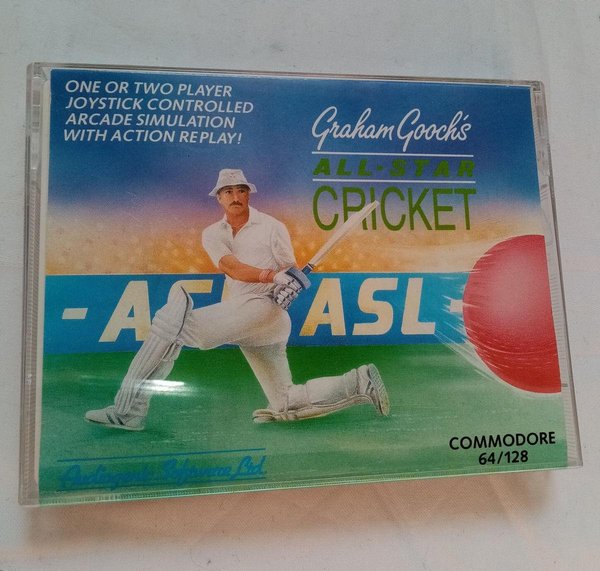 ONE OR TWO PLAYER
JOYSTICK CONTROLLED
ARCADE SIMULATION
WITH ACTION REPLAY!
Graham Gooch's
ALL-STAR
CRICKET
- ASL ASL -
Audiogenic Software Ltd.
COMMODORE
64/128